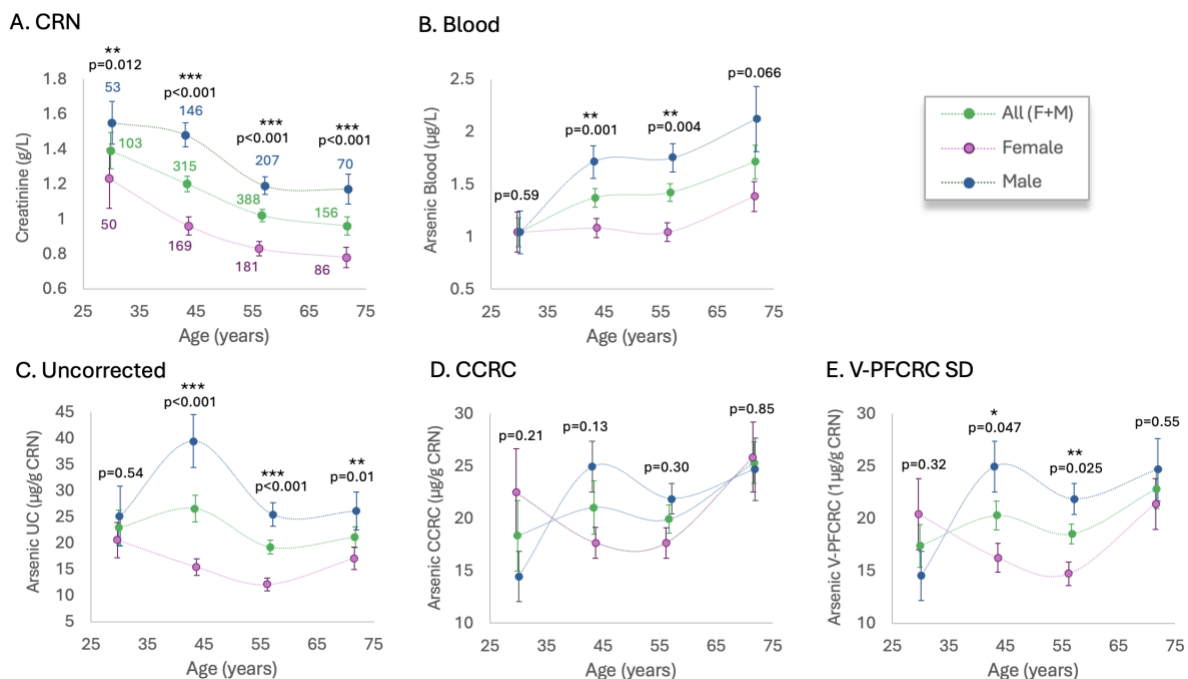 A. CRN
**
p=0.012
***
p<0.001
***
p<0.001
***
p<0.001
53
146
207
70
103
315
388
156
50
169
181
86
1.8
1.6
1.4
1.2
1
0.8
0.6
Creatinine (g/L)
25 35 45 55 65 75
Age (years)
B. Blood
p=0.59
**
p=0.001
**
p=0.004
p=0.066
2.5
2
1.5
1
0.5
Arsenic Blood (µg/L)
25 35 45 55 65 75
Age (years)
All (F+M)
Female
Male
C. Uncorrected
p=0.54
***
p<0.001
***
p<0.001
**
p=0.01
45
40
35
30
25
20
15
10
5
Arsenic UC (µg/g CRN)
25 35 45 55 65 75
Age (years)
D. CCRC
p=0.21
p=0.13
p=0.30
p=0.85
30
25
20
15
10
Arsenic CCRC (µg/g CRN)
25 35 45 55 65 75
Age (years)
E. V-PFCRC SD
p=0.32
*
p=0.047
**
p=0.025
p=0.55
30
25
20
15
10
Arsenic V-PFCRC (1µg/g CRN)
25 35 45 55 65 75
Age (years)